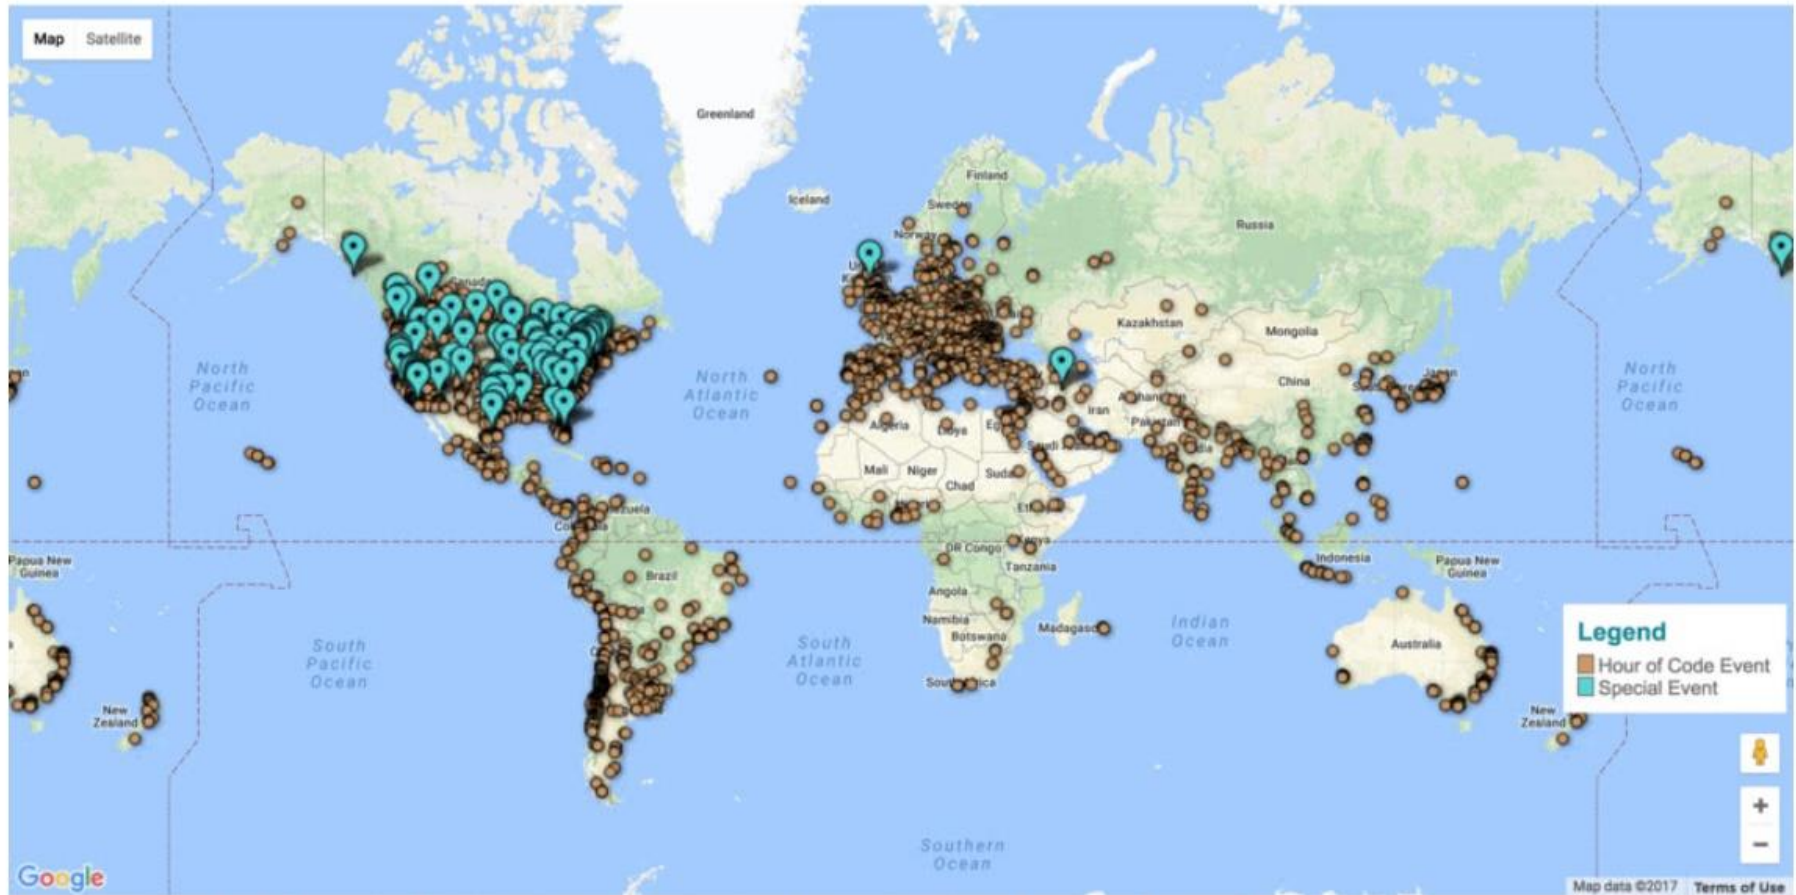 Map Satellite
Greenland
Iceland
Finland
Sweden
Norway
Russia
Canada
Kazakhstan
Mongolia
North
Pacific
Ocean
North
Atlantic
Ocean
North
Pacific
Ocean
China
Japan
Iran
Pakistan
Algeria
Libya
Mali
Niger
Chad
DR Congo
Kenya
Tanzania
Angola
Namibia
Botswana
Brazil
Indonesia
Papua New
Guinea
Papua New
Guinea
South
Pacific
Ocean
South
Atlantic
Ocean
Indian
Ocean
Australia
New
Zealand
New
Zealand
Legend
Hour of Code Event
Special Event
Southern
Ocean
+
−
Google
Map data ©2017 Terms of Use